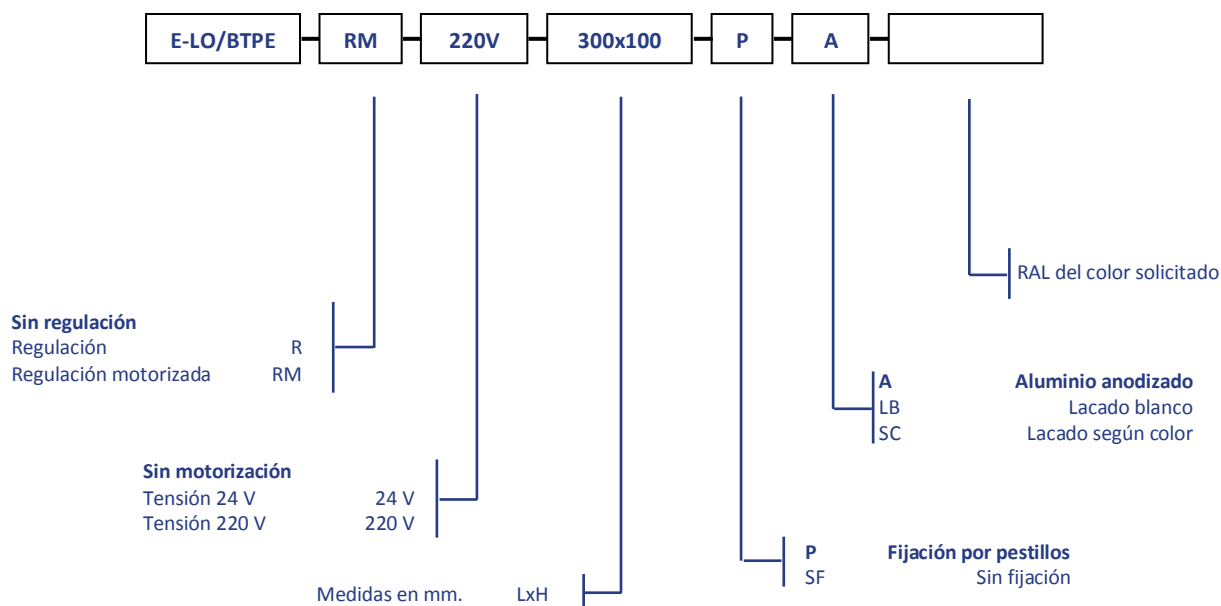 E-LO/BTPE RM 220V 300x100 P A
RAL del color solicitado
Sin regulación
Regulación R
Regulación motorizada RM
A Aluminio anodizado
LB Lacado blanco
SC Lacado según color
Sin motorización
Tensión 24 V 24 V
Tensión 220 V 220 V
P Fijación por pestillos
SF Sin fijación
Medidas en mm. LxH